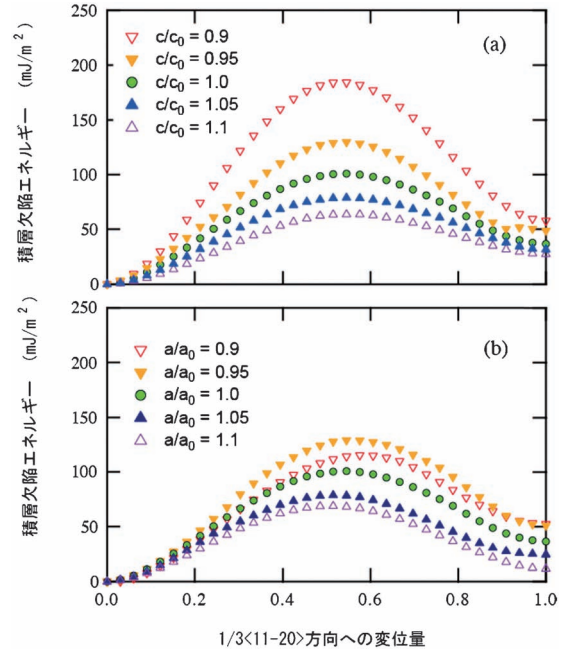 250
200
150
100
50
0
積層欠陥エネルギー (mJ/m²)
(a)
c/c₀ = 0.9
c/c₀ = 0.95
c/c₀ = 1.0
c/c₀ = 1.05
c/c₀ = 1.1
250
200
150
100
50
0
積層欠陥エネルギー (mJ/m²)
(b)
a/a₀ = 0.9
a/a₀ = 0.95
a/a₀ = 1.0
a/a₀ = 1.05
a/a₀ = 1.1
0.0 0.2 0.4 0.6 0.8 1.0
1/3<11-20>方向への変位量